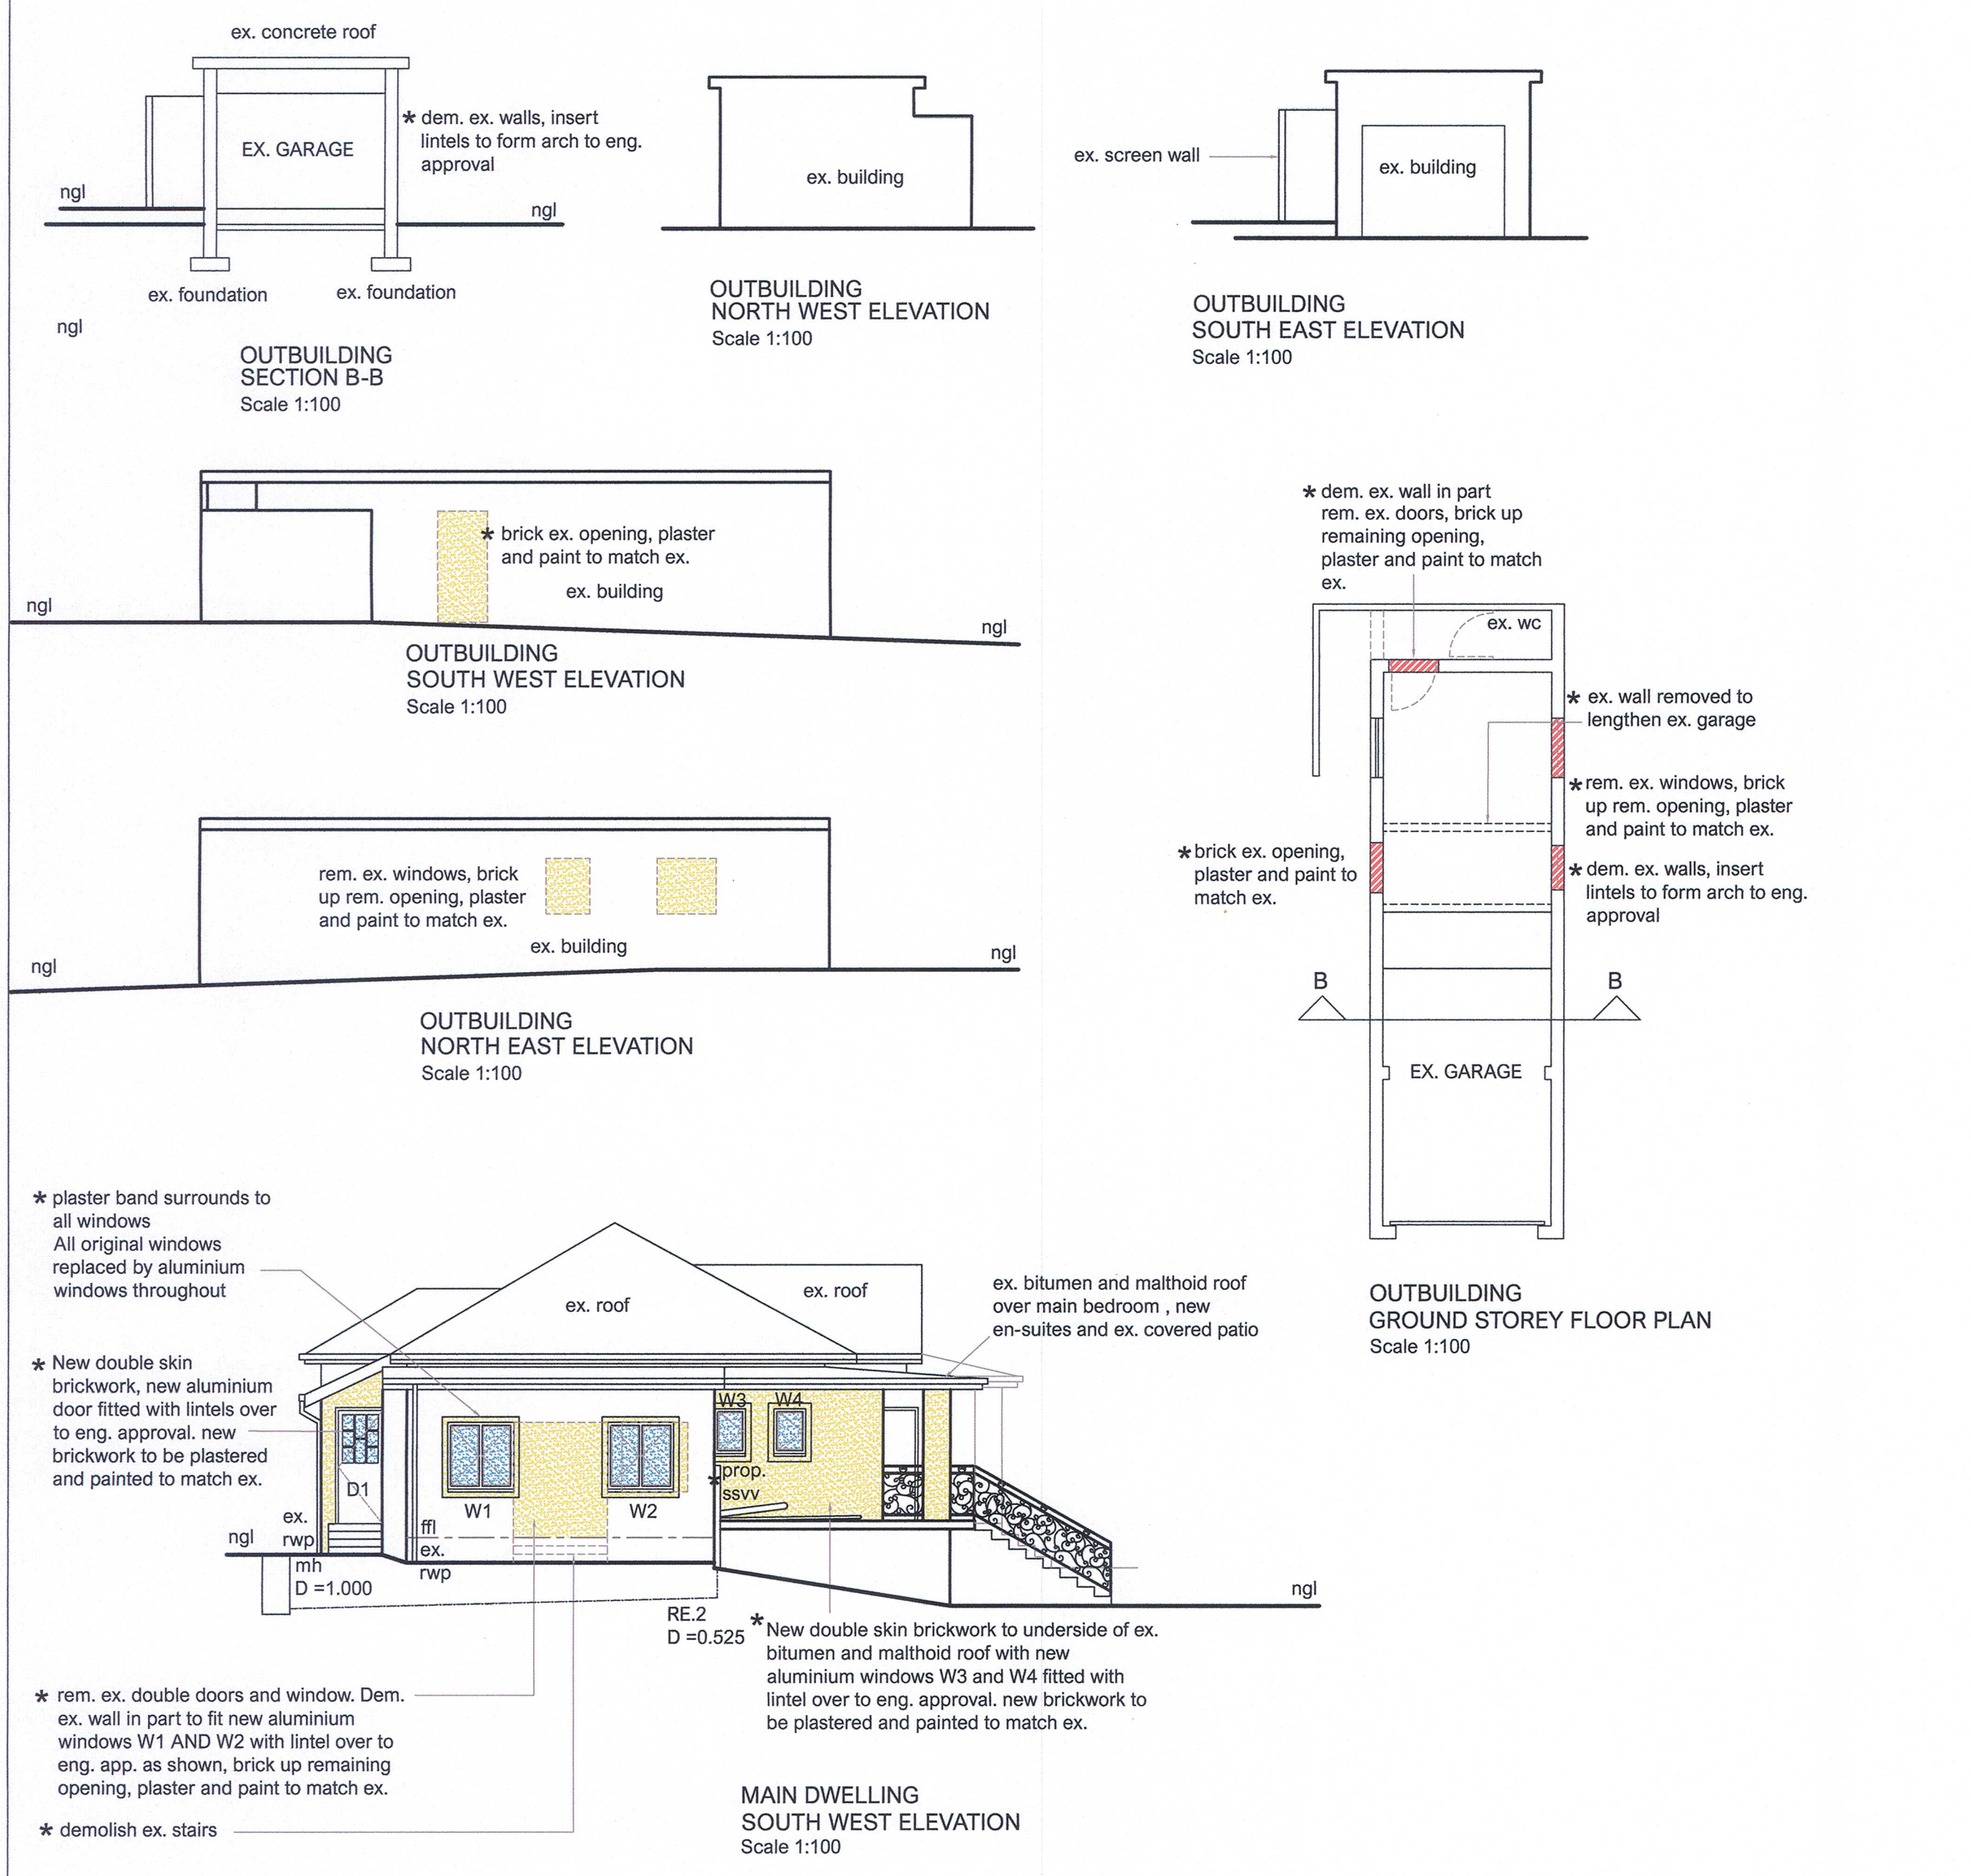 ex. concrete roof
* dem. ex. walls, insert
lintels to form arch to eng.
approval
EX. GARAGE
ngl
ngl
ex. foundation
ex. foundation
ngl
OUTBUILDING
SECTION B-B
Scale 1:100
ex. building
OUTBUILDING
NORTH WEST ELEVATION
Scale 1:100
ex. screen wall
ex. building
OUTBUILDING
SOUTH EAST ELEVATION
Scale 1:100
* brick ex. opening, plaster
and paint to match ex.
ex. building
ngl
ngl
OUTBUILDING
SOUTH WEST ELEVATION
Scale 1:100
rem. ex. windows, brick
up rem. opening, plaster
and paint to match ex.
ex. building
ngl
ngl
OUTBUILDING
NORTH EAST ELEVATION
Scale 1:100
* dem. ex. wall in part
rem. ex. doors, brick up
remaining opening,
plaster and paint to match
ex.
ex. wc
* ex. wall removed to
lengthen ex. garage
* rem. ex. windows, brick
up rem. opening, plaster
and paint to match ex.
* brick ex. opening,
plaster and paint to
match ex.
* dem. ex. walls, insert
lintels to form arch to eng.
approval
B
B
EX. GARAGE
OUTBUILDING
GROUND STOREY FLOOR PLAN
Scale 1:100
* plaster band surrounds to
all windows
All original windows
replaced by aluminium
windows throughout
* New double skin
brickwork, new aluminium
door fitted with lintels over
to eng. approval. new
brickwork to be plastered
and painted to match ex.
ex. roof
ex. roof
ex. bitumen and malthoid roof
over main bedroom , new
en-suites and ex. covered patio
W3
W4
D1
W1
W2
* prop.
ssvv
ngl
ex.
rwp
ffl
ex.
rwp
mh
D =1.000
ngl
RE.2
D =0.525
* New double skin brickwork to underside of ex.
bitumen and malthoid roof with new
aluminium windows W3 and W4 fitted with
lintel over to eng. approval. new brickwork to
be plastered and painted to match ex.
* rem. ex. double doors and window. Dem.
ex. wall in part to fit new aluminium
windows W1 AND W2 with lintel over to
eng. app. as shown, brick up remaining
opening, plaster and paint to match ex.
* demolish ex. stairs
MAIN DWELLING
SOUTH WEST ELEVATION
Scale 1:100